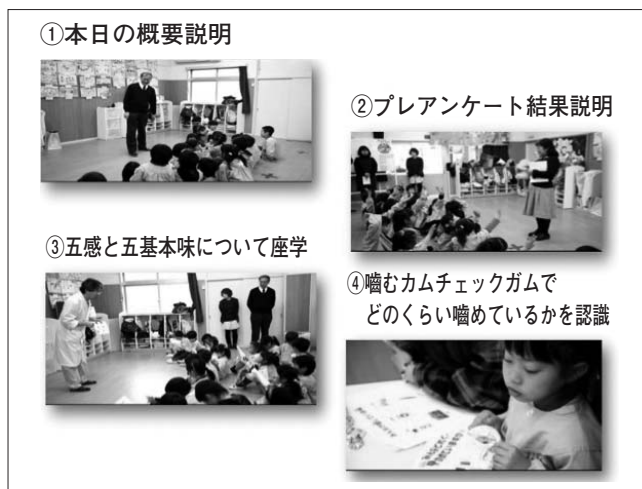 ①本日の概要説明
②プレアンケート結果説明
③五感と五基本味について座学
④噛むカムチェックガムで
どのくらい噛めているかを認識